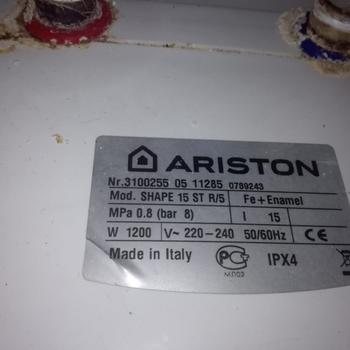 ARISTON
Nr.3100255 05 11285 0789243
Mod. SHAPE 15 ST R/5 Fe+Enamel
MPa 0.8 (bar 8) l 15
W 1200 V~ 220-240 50/60Hz CE
Made in Italy IPX4